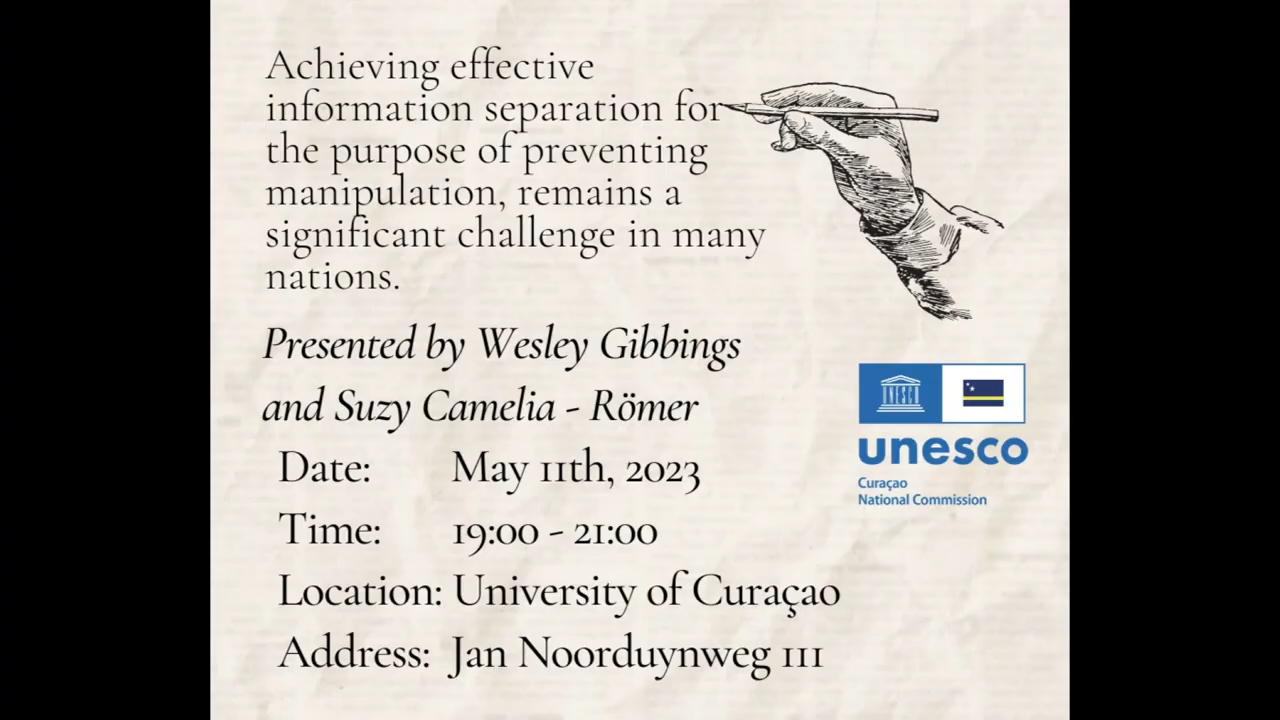 Achieving effective
information separation for
the purpose of preventing
manipulation, remains a
significant challenge in many
nations.
Presented by Wesley Gibbings
and Suzy Camelia - Römer
Date: May 11th, 2023
Time: 19:00 - 21:00
Location: University of Curaçao
Address: Jan Noorduynweg 111
UNESCO
unesco
Curaçao
National Commission